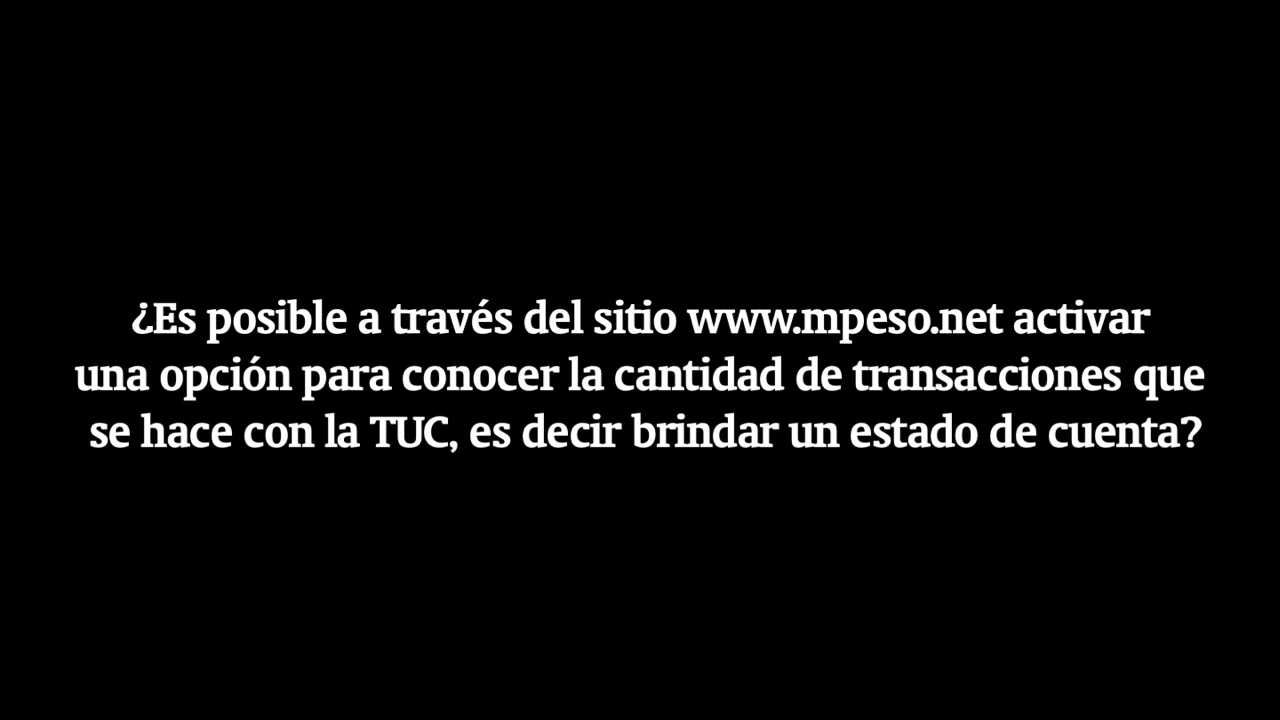 ¿Es posible a través del sitio www.mpeso.net activar
una opción para conocer la cantidad de transacciones que
se hace con la TUC, es decir brindar un estado de cuenta?